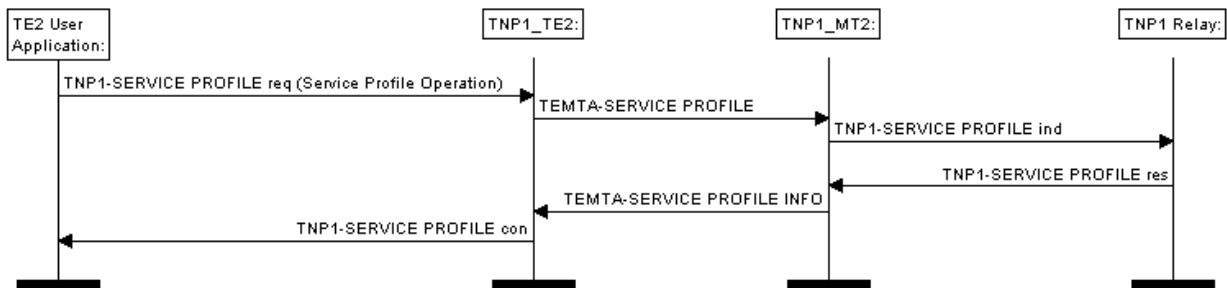 TE2 User
Application:
TNP1_TE2:
TNP1_MT2:
TNP1 Relay:
TNP1-SERVICE PROFILE req (Service Profile Operation)
TEMTA-SERVICE PROFILE
TNP1-SERVICE PROFILE ind
TNP1-SERVICE PROFILE res
TEMTA-SERVICE PROFILE INFO
TNP1-SERVICE PROFILE con